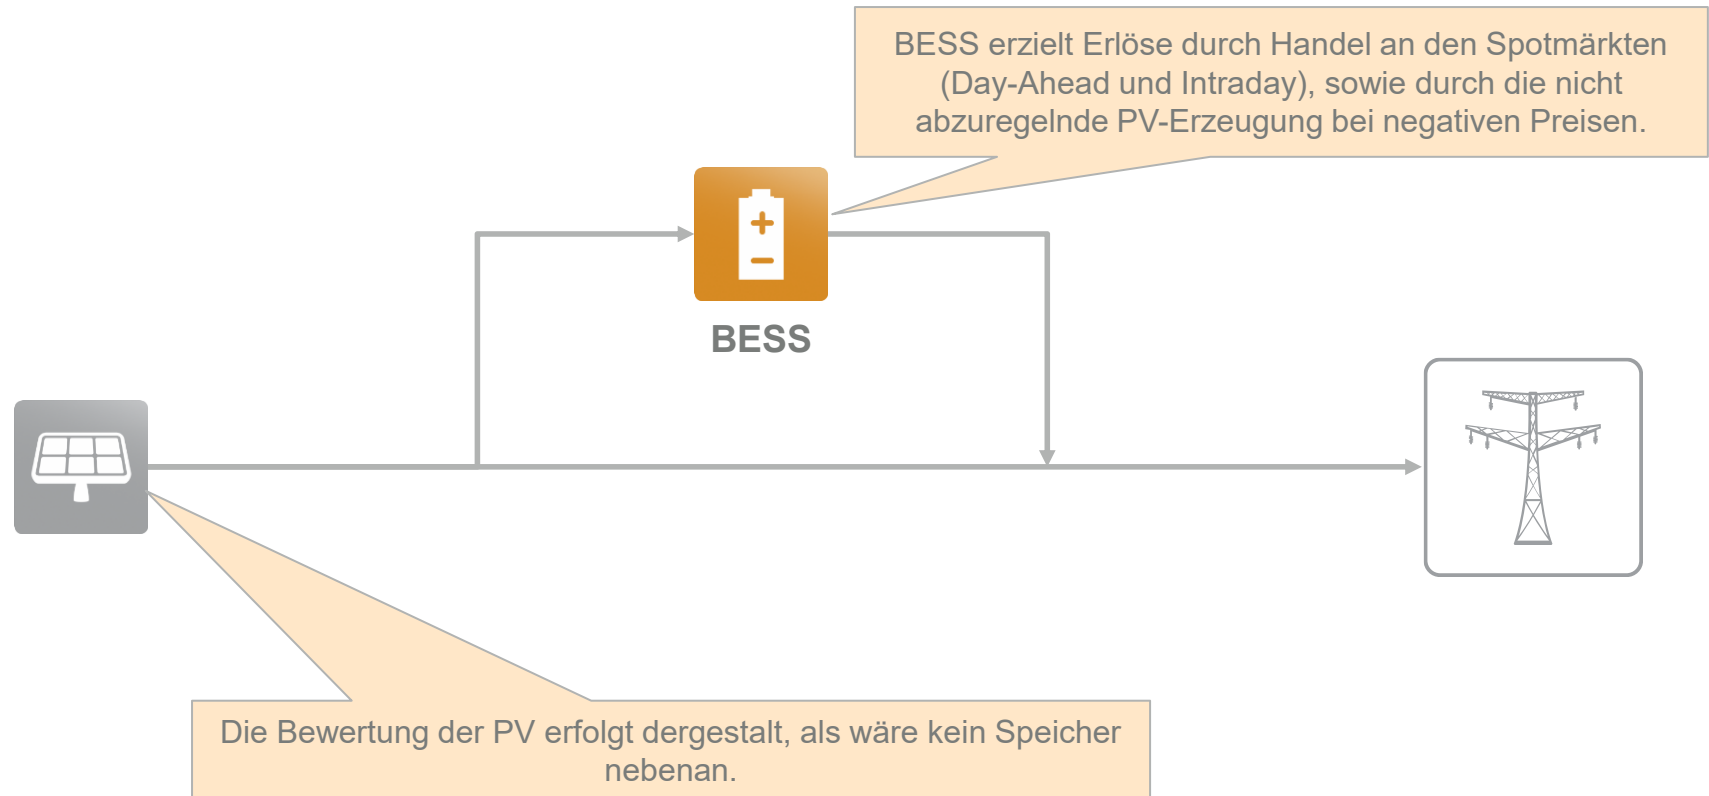 BESS erzielt Erlöse durch Handel an den Spotmärkten
(Day-Ahead und Intraday), sowie durch die nicht
abzuregelnde PV-Erzeugung bei negativen Preisen.
BESS
Die Bewertung der PV erfolgt dergestalt, als wäre kein Speicher
nebenan.